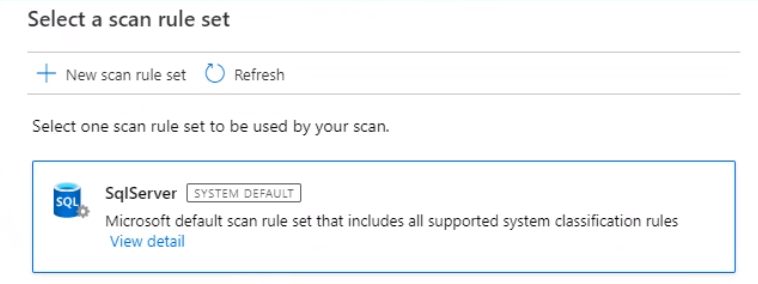 Select a scan rule set
New scan rule set Refresh
Select one scan rule set to be used by your scan.
SQL
SqlServer SYSTEM DEFAULT
Microsoft default scan rule set that includes all supported system classification rules
View detail